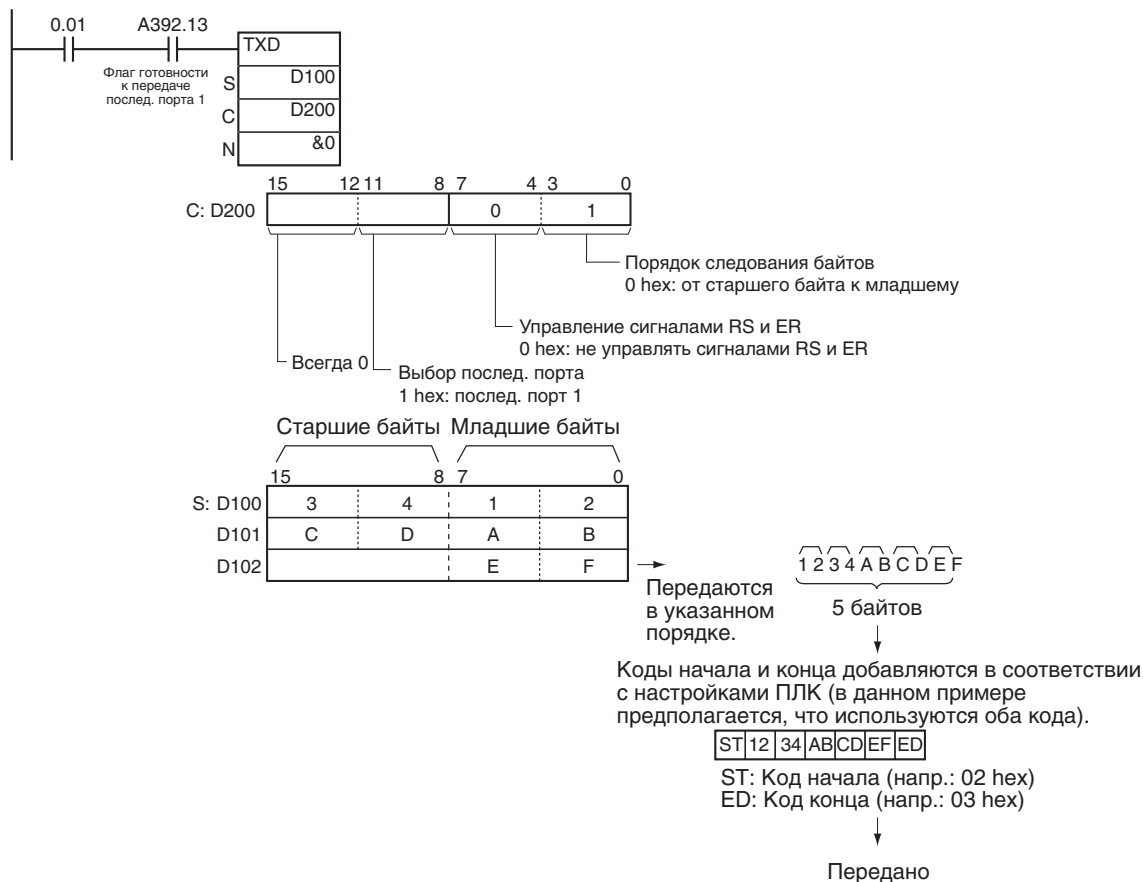 0.01 A392.13
TXD
Флаг готовности
к передаче
послед. порта 1
S D100
C D200
N &0
15 12 11 8 7 4 3 0
C: D200 0 1
Порядок следования байтов
0 hex: от старшего байта к младшему
Управление сигналами RS и ER
0 hex: не управлять сигналами RS и ER
Всегда 0
Выбор послед. порта
1 hex: послед. порт 1
Старшие байты Младшие байты
15 8 7 0
S: D100 3 4 1 2
D101 C D A B
D102 E F
Передаются
в указанном
порядке.
1 2 3 4 A B C D E F
5 байтов
Коды начала и конца добавляются в соответствии
с настройками ПЛК (в данном примере
предполагается, что используются оба кода).
ST 12 34 AB CD EF ED
ST: Код начала (напр.: 02 hex)
ED: Код конца (напр.: 03 hex)
Передано